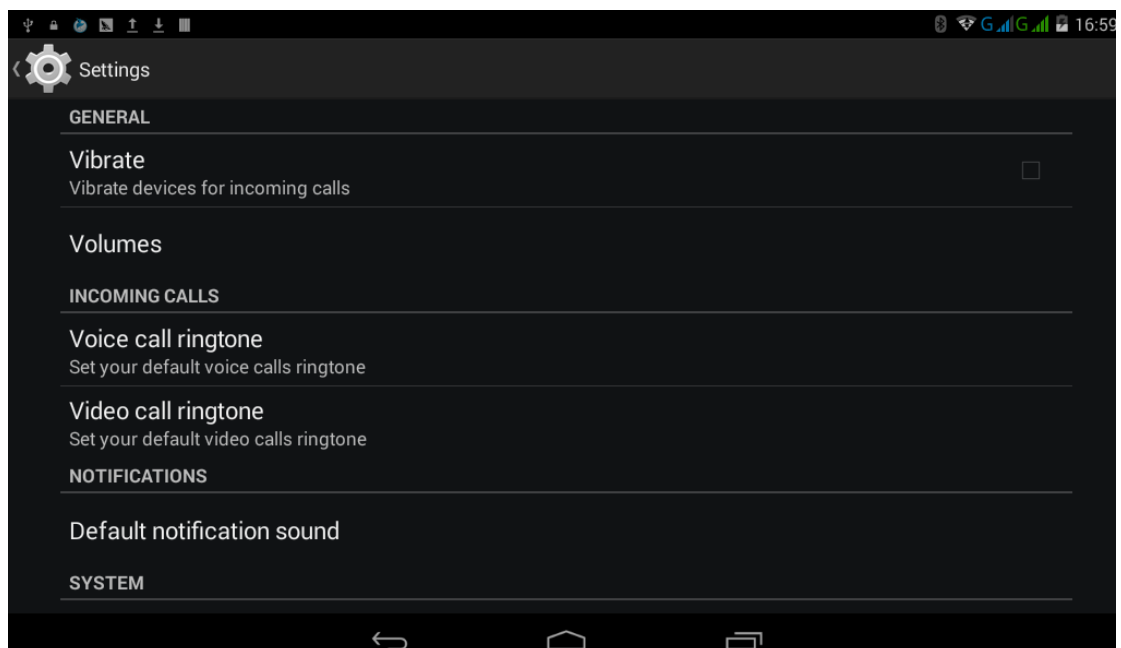 G G 16:59
Settings
GENERAL
Vibrate
Vibrate devices for incoming calls
Volumes
INCOMING CALLS
Voice call ringtone
Set your default voice calls ringtone
Video call ringtone
Set your default video calls ringtone
NOTIFICATIONS
Default notification sound
SYSTEM